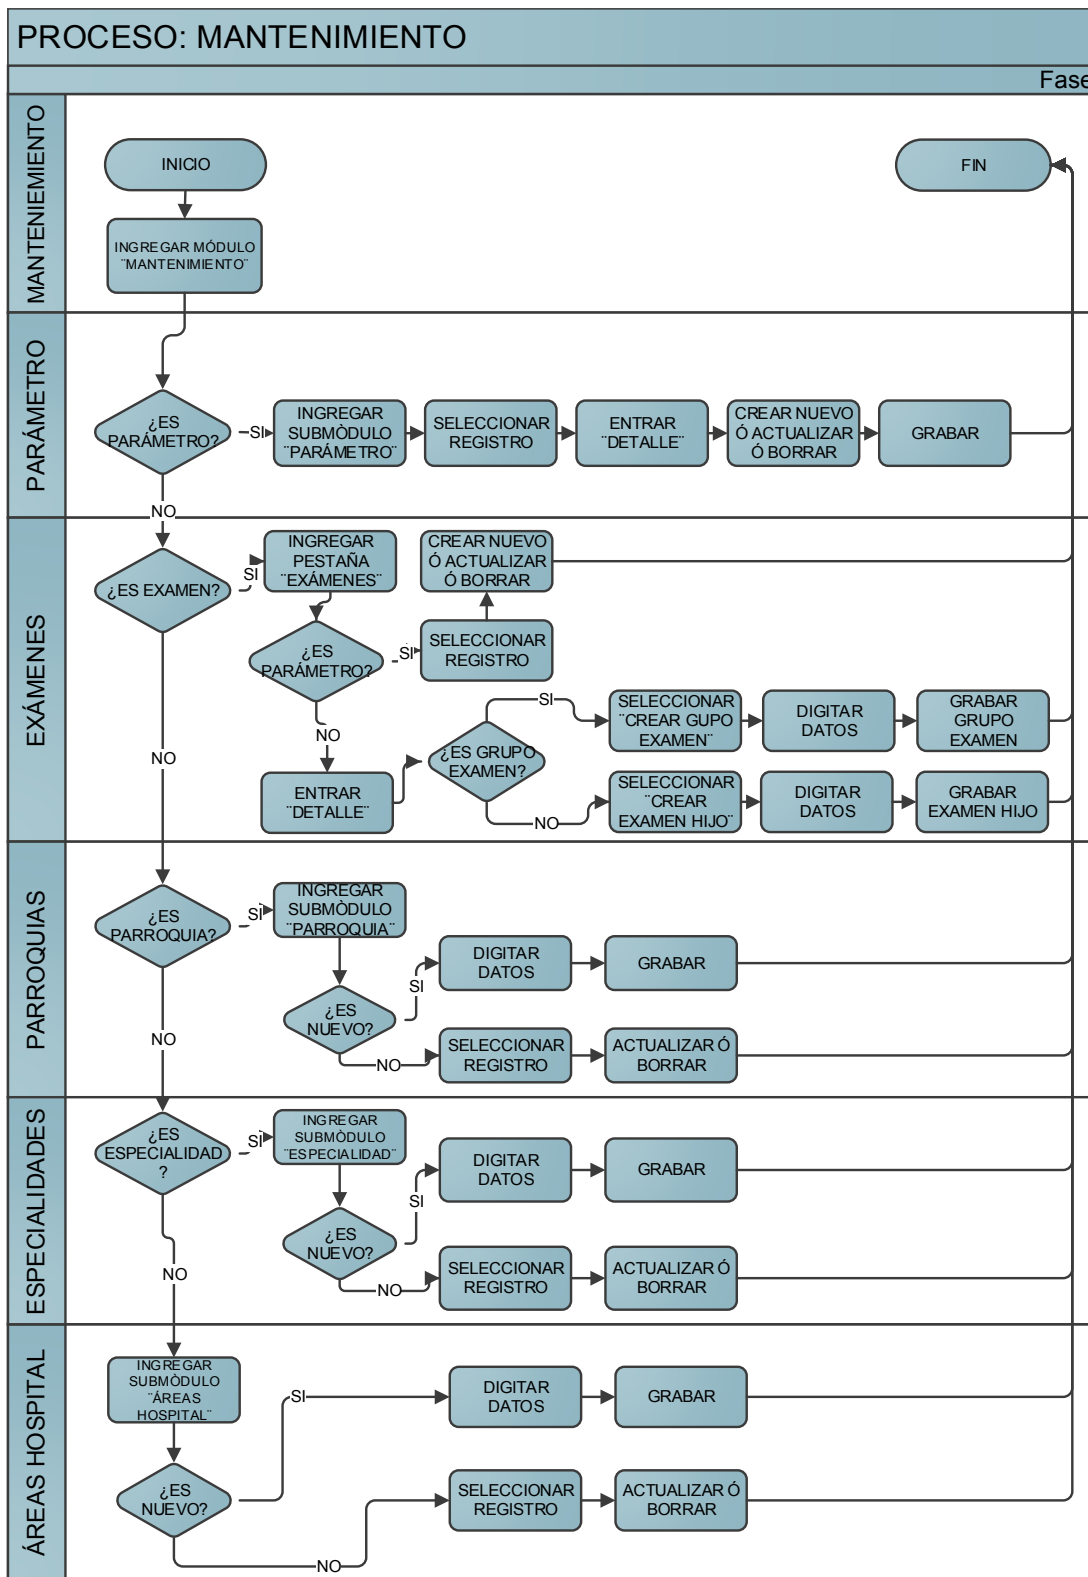 PROCESO: MANTENIMIENTO
Fase
MANTENIEMIENTO
INICIO
FIN
INGREGAR MÓDULO
¨MANTENIMIENTO¨
PARÁMETRO
¿ES
PARÁMETRO?
SI
INGREGAR
SUBMÒDULO
¨PARÁMETRO¨
SELECCIONAR
REGISTRO
ENTRAR
¨DETALLE¨
CREAR NUEVO
Ó ACTUALIZAR
Ó BORRAR
GRABAR
NO
EXÁMENES
¿ES EXAMEN?
SI
INGREGAR
PESTAÑA
¨EXÁMENES¨
CREAR NUEVO
Ó ACTUALIZAR
Ó BORRAR
¿ES
PARÁMETRO?
SI
SELECCIONAR
REGISTRO
NO
ENTRAR
¨DETALLE¨
¿ES GRUPO
EXAMEN?
SI
SELECCIONAR
¨CREAR GUPO
EXAMEN¨
DIGITAR
DATOS
GRABAR
GRUPO
EXAMEN
NO
SELECCIONAR
¨CREAR
EXAMEN HIJO¨
DIGITAR
DATOS
GRABAR
EXAMEN HIJO
NO
PARROQUIAS
¿ES
PARROQUIA?
SI
INGREGAR
SUBMÒDULO
¨PARROQUIA¨
¿ES
NUEVO?
SI
DIGITAR
DATOS
GRABAR
NO
SELECCIONAR
REGISTRO
ACTUALIZAR Ó
BORRAR
NO
ESPECIALIDADES
¿ES
ESPECIALIDAD
?
SI
INGREGAR
SUBMÒDULO
¨ESPECIALIDAD¨
¿ES
NUEVO?
SI
DIGITAR
DATOS
GRABAR
NO
SELECCIONAR
REGISTRO
ACTUALIZAR Ó
BORRAR
NO
ÁREAS HOSPITAL
INGREGAR
SUBMÒDULO
¨ÁREAS
HOSPITAL¨
¿ES
NUEVO?
SI
DIGITAR
DATOS
GRABAR
NO
SELECCIONAR
REGISTRO
ACTUALIZAR Ó
BORRAR